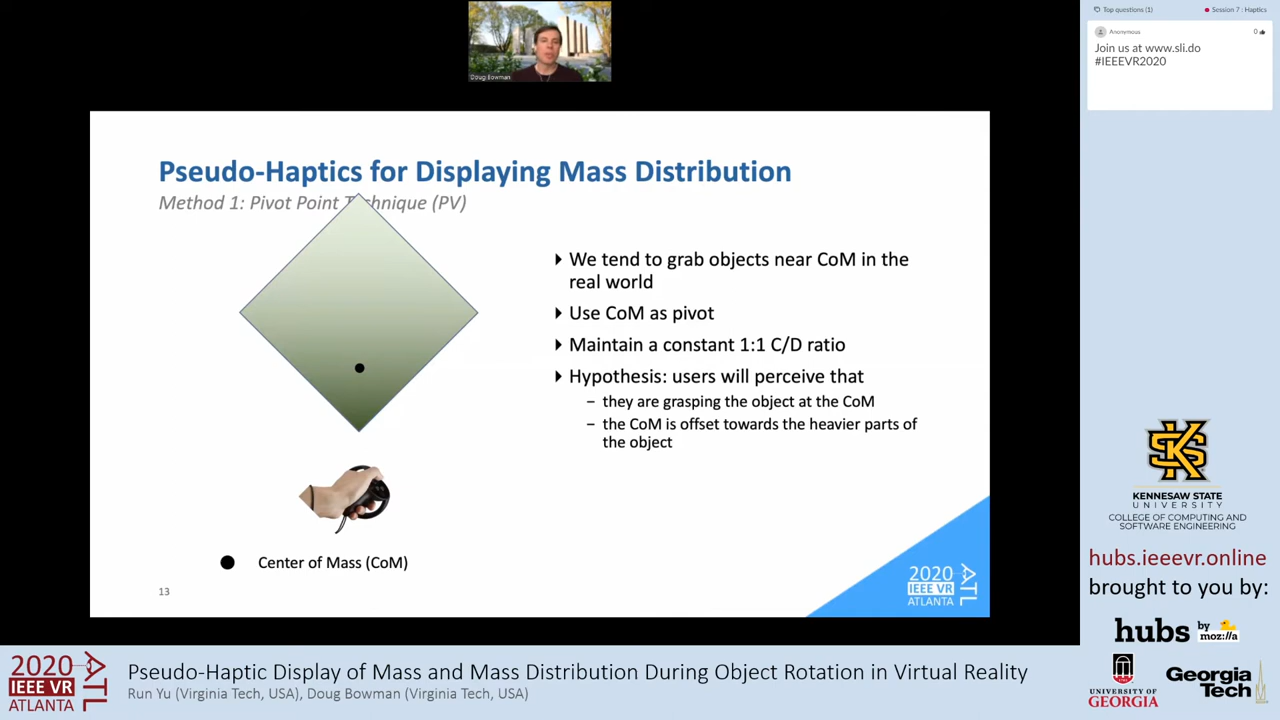 Doug Bowman
Pseudo-Haptics for Displaying Mass Distribution
Method 1: Pivot Point Technique (PV)
We tend to grab objects near CoM in the
real world
Use CoM as pivot
Maintain a constant 1:1 C/D ratio
Hypothesis: users will perceive that
– they are grasping the object at the CoM
– the CoM is offset towards the heavier parts of
the object
Center of Mass (CoM)
13
2020
IEEE VR
ATLANTA
ATL
Top questions (1)
Session 7 : Haptics
Anonymous
0
Join us at www.sli.do
#IEEEVR2020
KS
KENNESAW STATE
UNIVERSITY
COLLEGE OF COMPUTING AND
SOFTWARE ENGINEERING
hubs.ieeevr.online
brought to you by:
hubs by
moz://a
UNIVERSITY OF
GEORGIA
Georgia
Tech
2020
IEEE VR
ATLANTA
ATL
Pseudo-Haptic Display of Mass and Mass Distribution During Object Rotation in Virtual Reality
Run Yu (Virginia Tech, USA), Doug Bowman (Virginia Tech, USA)